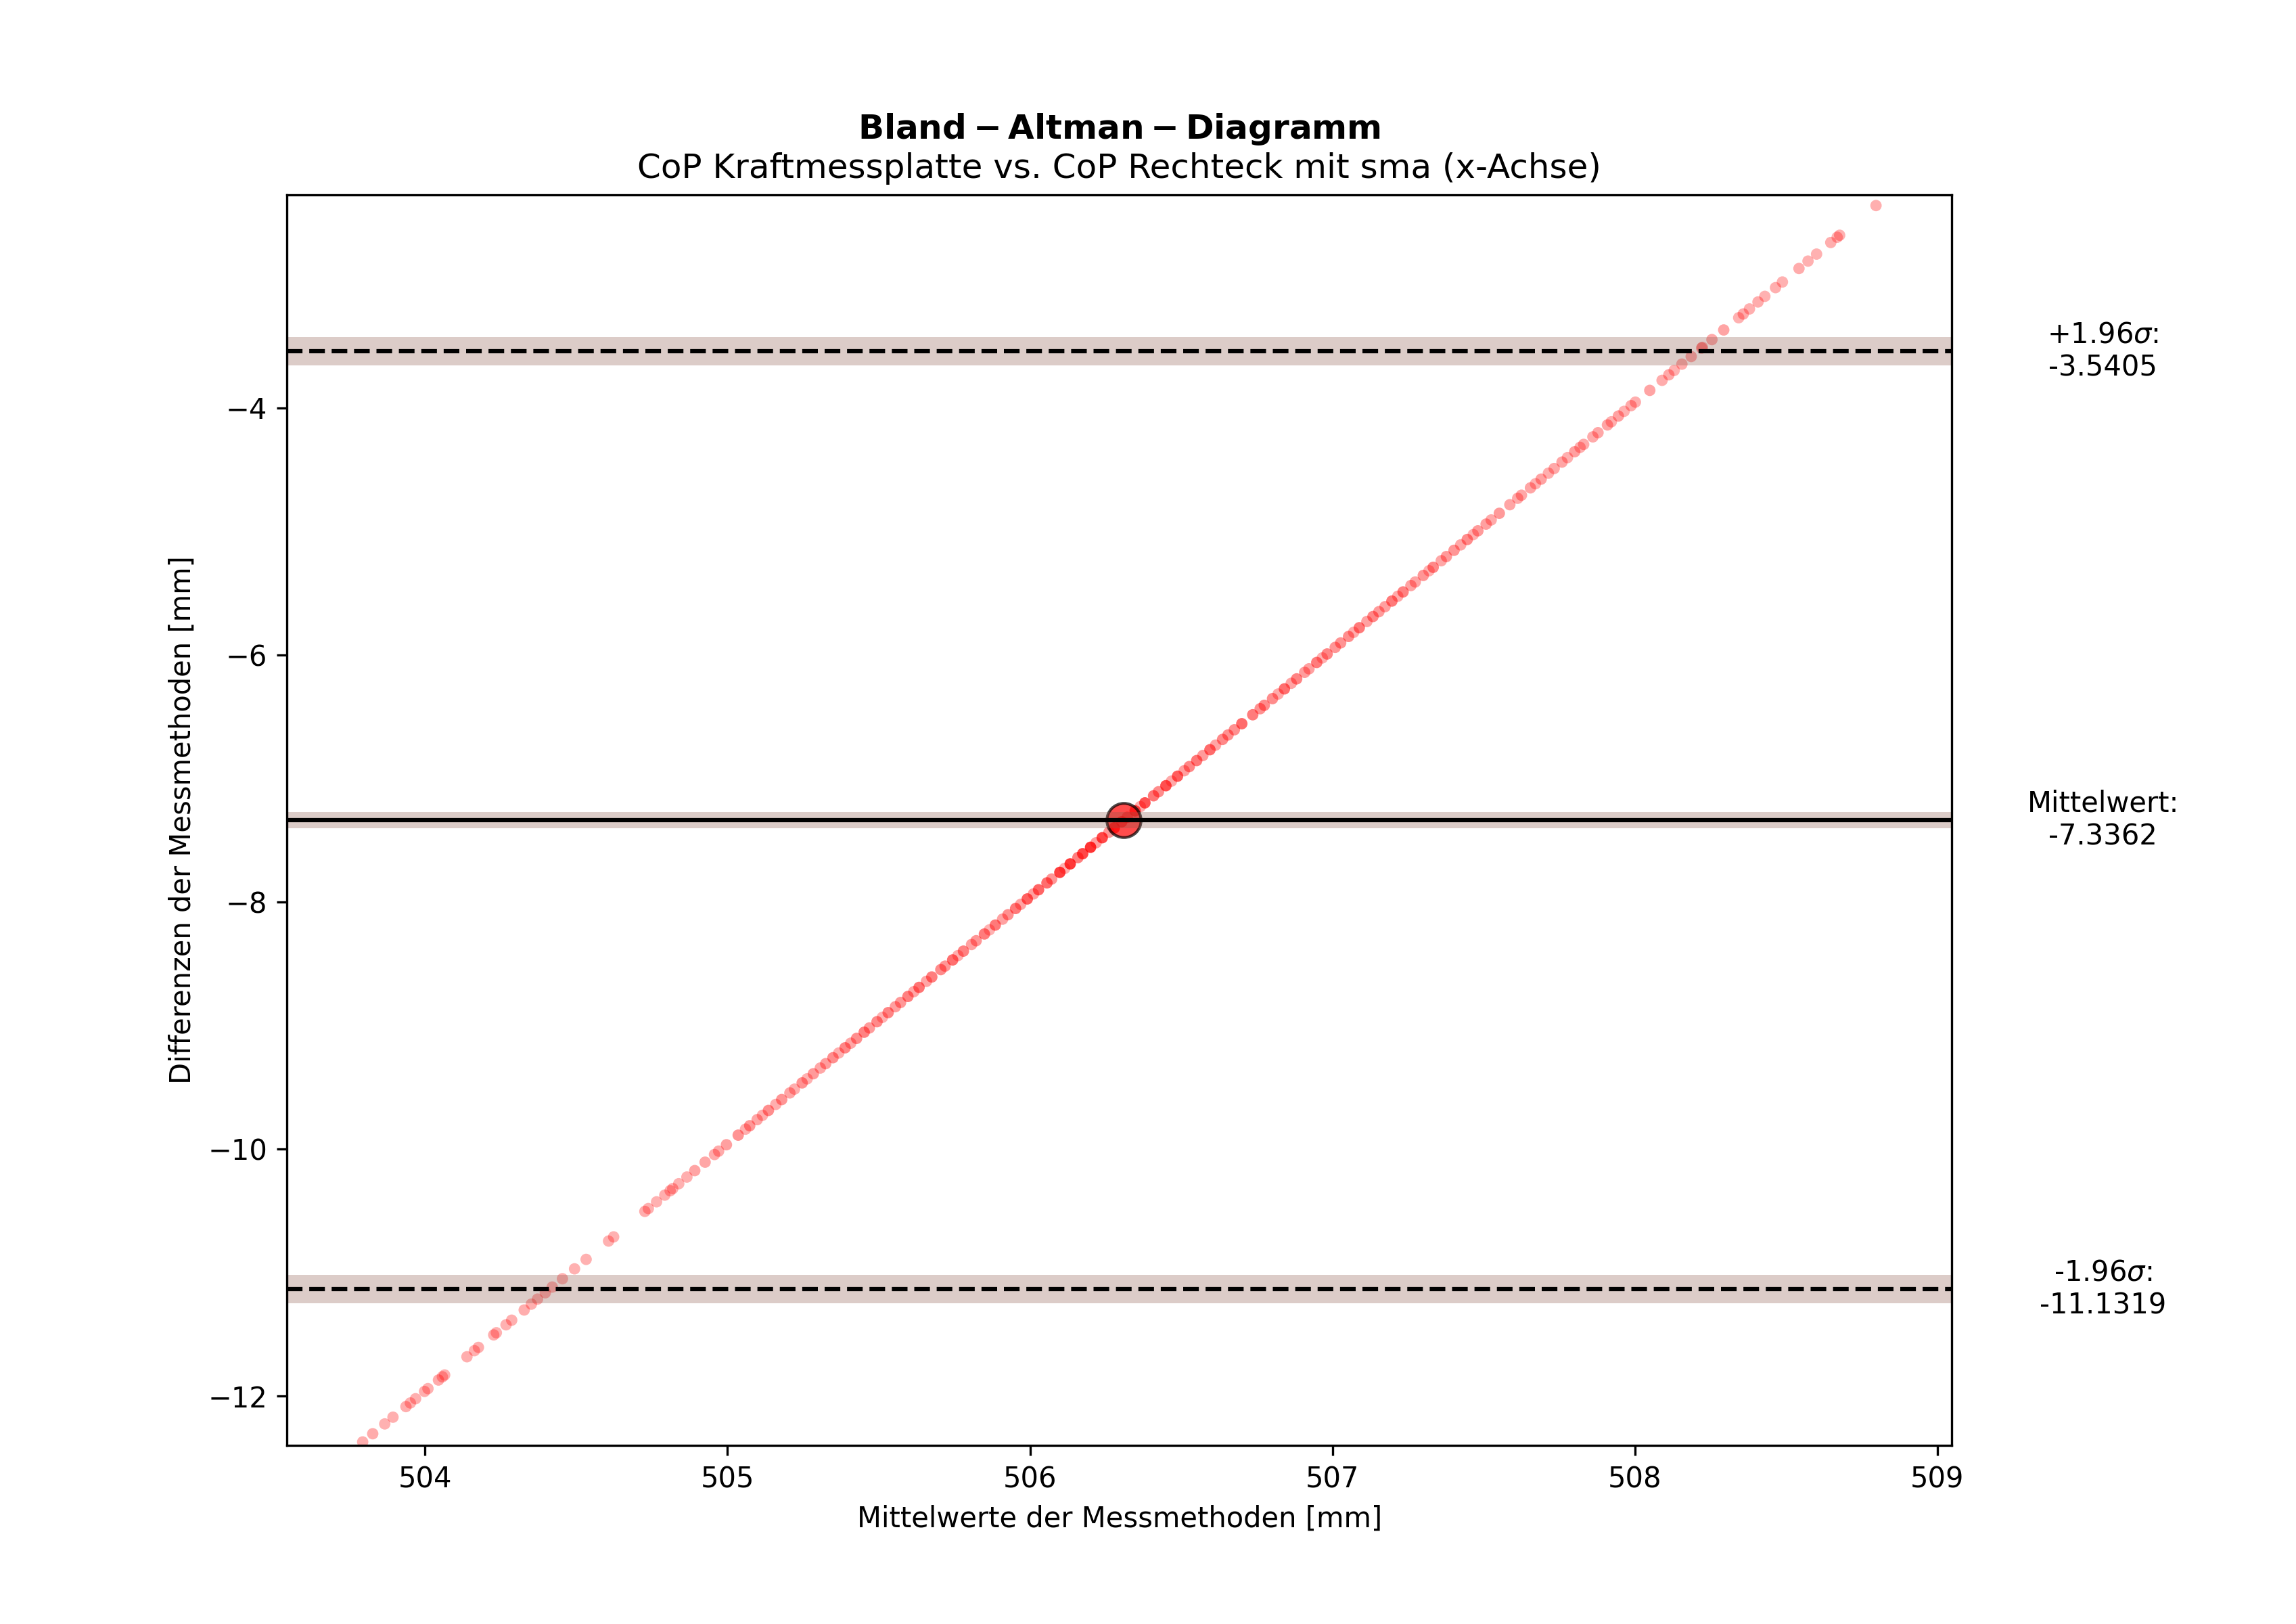 Bland − Altman − Diagramm
CoP Kraftmessplatte vs. CoP Rechteck mit sma (x-Achse)
Differenzen der Messmethoden [mm]
−4
−6
−8
−10
−12
+1.96σ:
-3.5405
Mittelwert:
-7.3362
-1.96σ:
-11.1319
504
505
506
507
508
509
Mittelwerte der Messmethoden [mm]